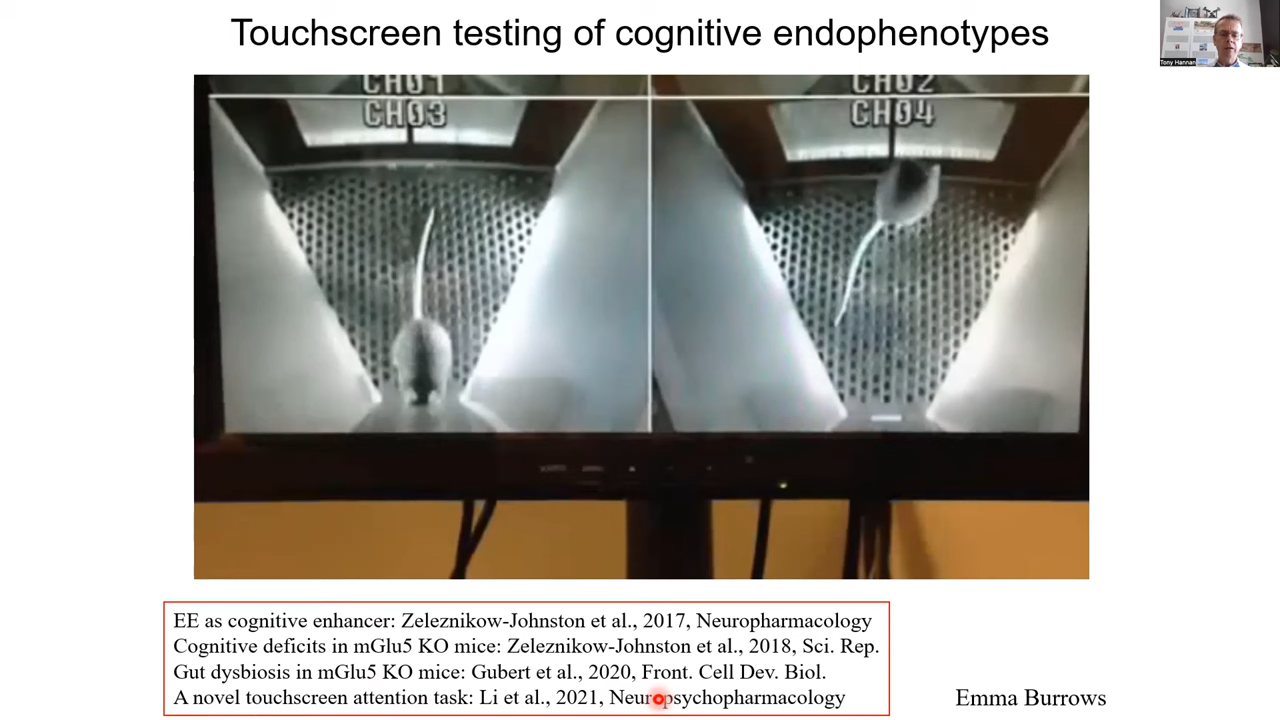 Touchscreen testing of cognitive endophenotypes
Tony Hannan
CH01
CH02
CH03
CH04
EE as cognitive enhancer: Zeleznikow-Johnston et al., 2017, Neuropharmacology
Cognitive deficits in mGlu5 KO mice: Zeleznikow-Johnston et al., 2018, Sci. Rep.
Gut dysbiosis in mGlu5 KO mice: Gubert et al., 2020, Front. Cell Dev. Biol.
A novel touchscreen attention task: Li et al., 2021, Neuropsychopharmacology
Emma Burrows